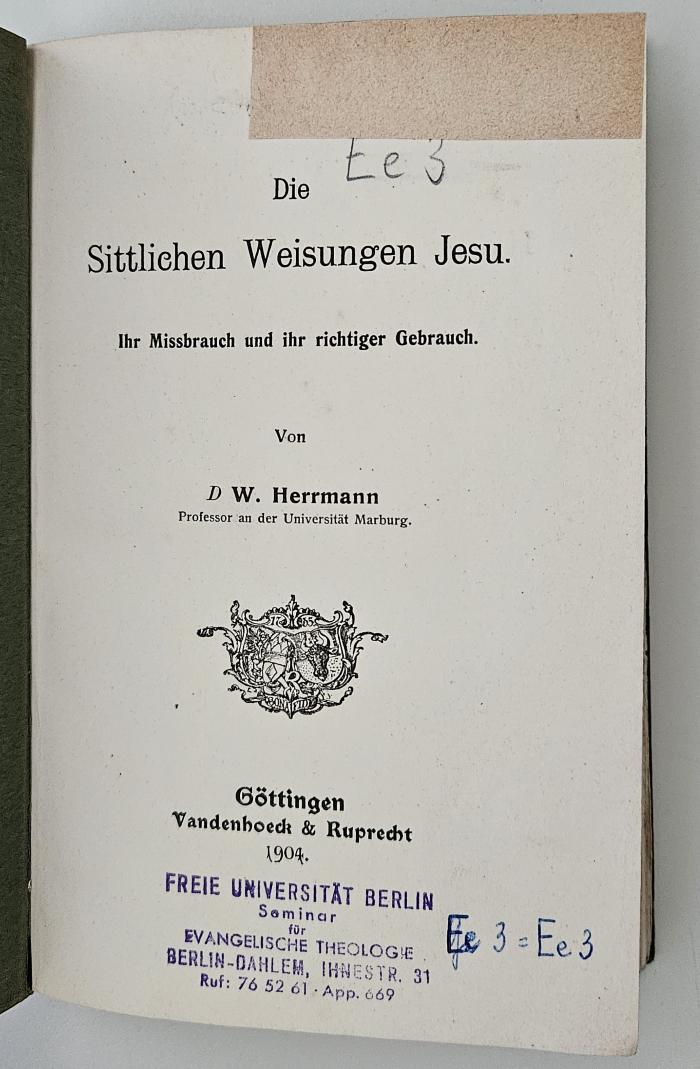 Ee 3
Die
Sittlichen Weisungen Jesu.
Ihr Missbrauch und ihr richtiger Gebrauch.
Von
D W. Herrmann
Professor an der Universität Marburg.
BONA FIDE
Göttingen
Vandenhoeck & Ruprecht
1904.
FREIE UNIVERSITÄT BERLIN
Seminar
für
EVANGELISCHE THEOLOGIE
BERLIN-DAHLEM, IHNESTR. 31
Ruf: 76 52 61 · App. 669
Ee 3 = Ee 3